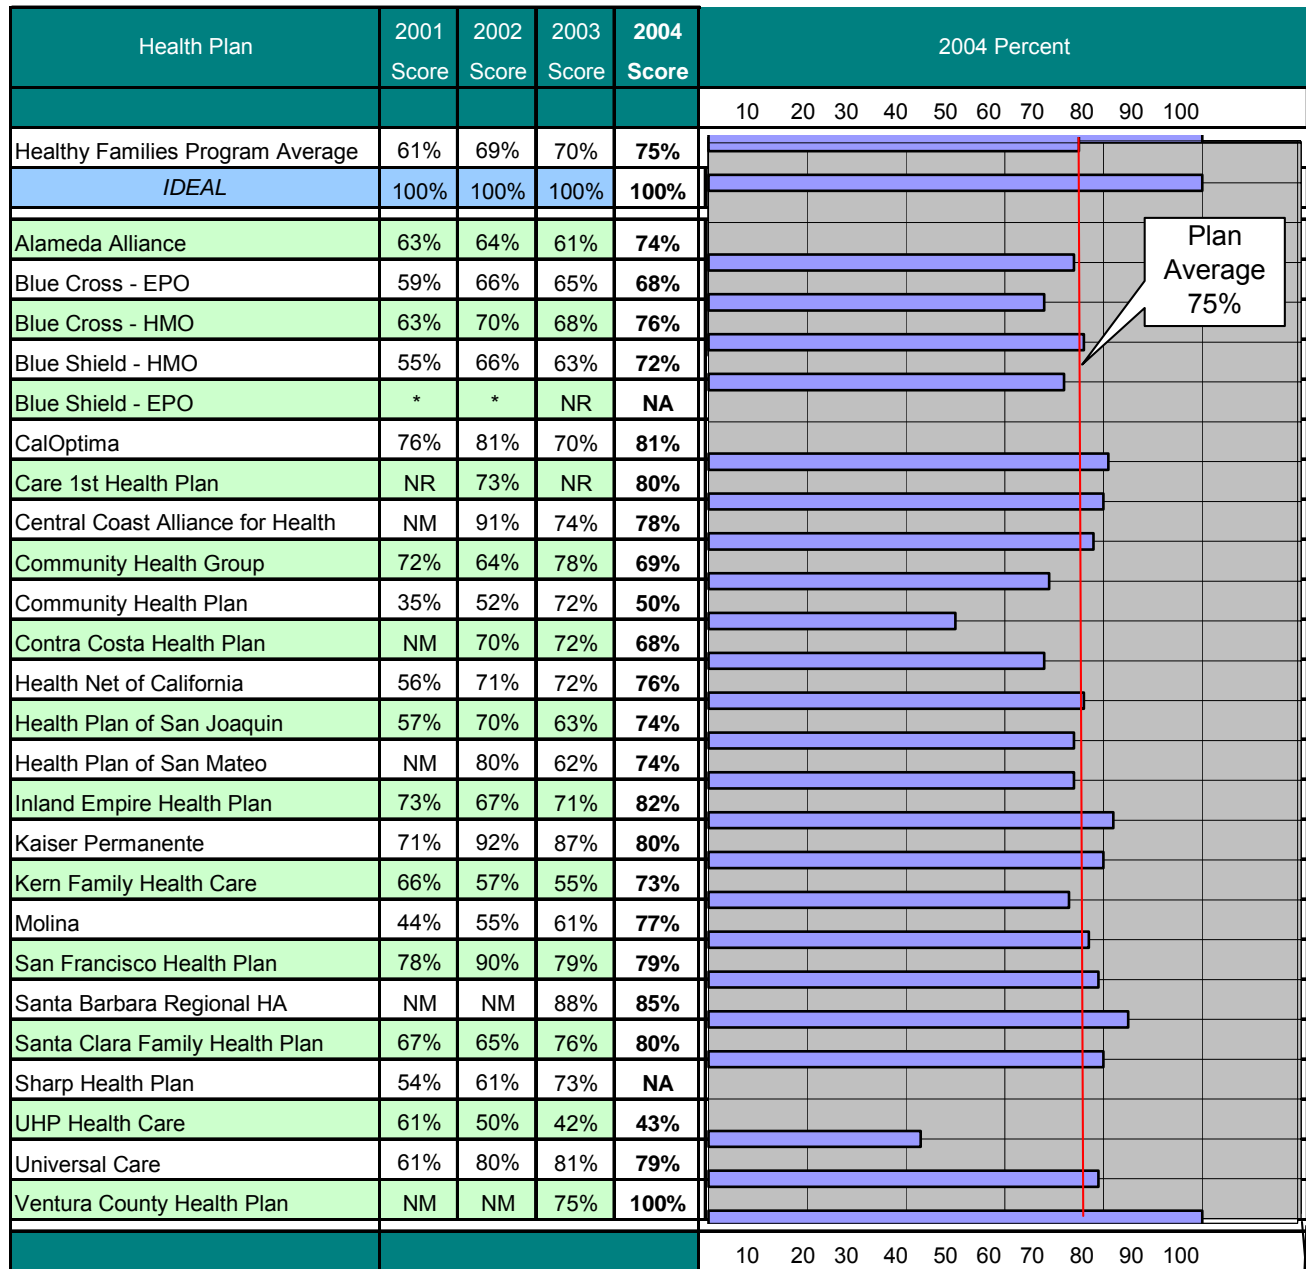 Health Plan 2001 Score 2002 Score 2003 Score 2004 Score 2004 Percent
10 20 30 40 50 60 70 80 90 100
Healthy Families Program Average 61% 69% 70% 75%
IDEAL 100% 100% 100% 100%
Alameda Alliance 63% 64% 61% 74%
Blue Cross - EPO 59% 66% 65% 68%
Blue Cross - HMO 63% 70% 68% 76%
Blue Shield - HMO 55% 66% 63% 72%
Blue Shield - EPO * * NR NA
CalOptima 76% 81% 70% 81%
Care 1st Health Plan NR 73% NR 80%
Central Coast Alliance for Health NM 91% 74% 78%
Community Health Group 72% 64% 78% 69%
Community Health Plan 35% 52% 72% 50%
Contra Costa Health Plan NM 70% 72% 68%
Health Net of California 56% 71% 72% 76%
Health Plan of San Joaquin 57% 70% 63% 74%
Health Plan of San Mateo NM 80% 62% 74%
Inland Empire Health Plan 73% 67% 71% 82%
Kaiser Permanente 71% 92% 87% 80%
Kern Family Health Care 66% 57% 55% 73%
Molina 44% 55% 61% 77%
San Francisco Health Plan 78% 90% 79% 79%
Santa Barbara Regional HA NM NM 88% 85%
Santa Clara Family Health Plan 67% 65% 76% 80%
Sharp Health Plan 54% 61% 73% NA
UHP Health Care 61% 50% 42% 43%
Universal Care 61% 80% 81% 79%
Ventura County Health Plan NM NM 75% 100%
Plan
Average
75%
10 20 30 40 50 60 70 80 90 100